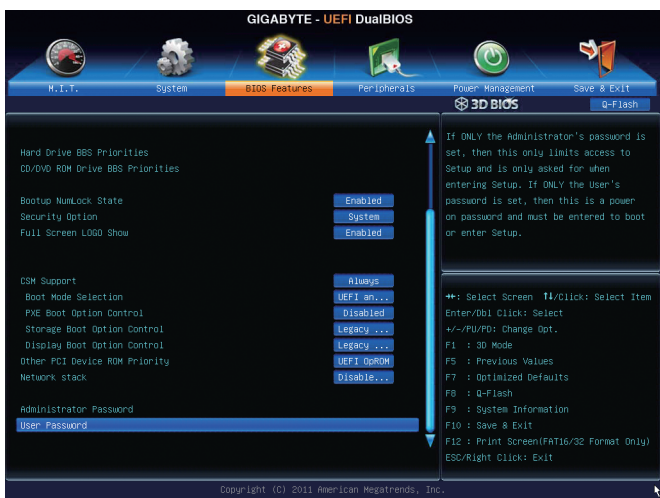 GIGABYTE - UEFI DualBIOS
M.I.T. System BIOS Features Peripherals Power Management Save & Exit
3D BIOS Q-Flash
Hard Drive BBS Priorities
CD/DVD ROM Drive BBS Priorities
Bootup NumLock State Enabled
Security Option System
Full Screen LOGO Show Enabled
CSM Support Always
Boot Mode Selection UEFI an...
PXE Boot Option Control Disabled
Storage Boot Option Control Legacy ...
Display Boot Option Control Legacy ...
Other PCI Device ROM Priority UEFI OpROM
Network stack Disable...
Administrator Password
User Password
If ONLY the Administrator's password is
set, then this only limits access to
Setup and is only asked for when
entering Setup. If ONLY the User's
password is set, then this is a power
on password and must be entered to boot
or enter Setup.
↔: Select Screen ↑↓/Click: Select Item
Enter/Dbl Click: Select
+/-/PU/PD: Change Opt.
F1 : 3D Mode
F5 : Previous Values
F7 : Optimized Defaults
F8 : Q-Flash
F9 : System Information
F10 : Save & Exit
F12 : Print Screen(FAT16/32 Format Only)
ESC/Right Click: Exit
Copyright (C) 2011 American Megatrends, Inc.